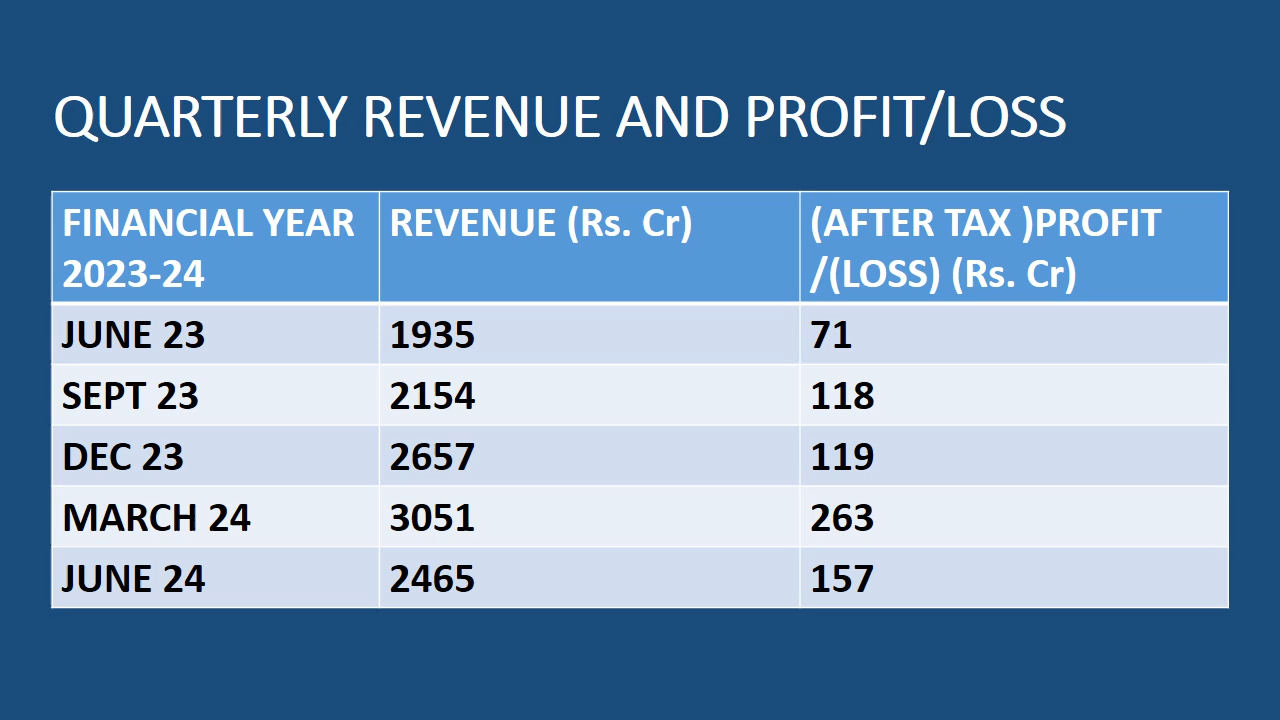 QUARTERLY REVENUE AND PROFIT/LOSS
FINANCIAL YEAR 2023-24 REVENUE (Rs. Cr) (AFTER TAX )PROFIT /(LOSS) (Rs. Cr)
JUNE 23 1935 71
SEPT 23 2154 118
DEC 23 2657 119
MARCH 24 3051 263
JUNE 24 2465 157